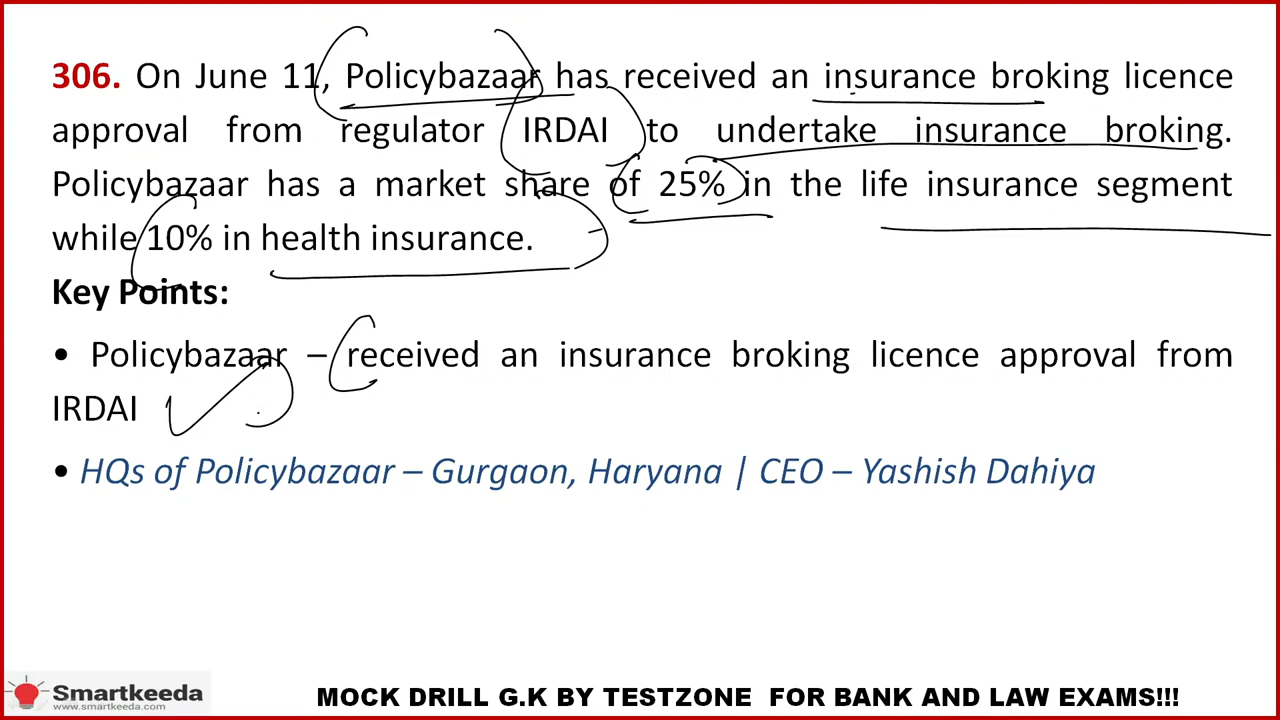 306. On June 11, Policybazaar has received an insurance broking licence
approval from regulator IRDAI to undertake insurance broking.
Policybazaar has a market share of 25% in the life insurance segment
while 10% in health insurance.
Key Points:
• Policybazaar – received an insurance broking licence approval from
IRDAI
• HQs of Policybazaar – Gurgaon, Haryana | CEO – Yashish Dahiya
Smartkeeda
www.smartkeeda.com
MOCK DRILL G.K BY TESTZONE FOR BANK AND LAW EXAMS!!!